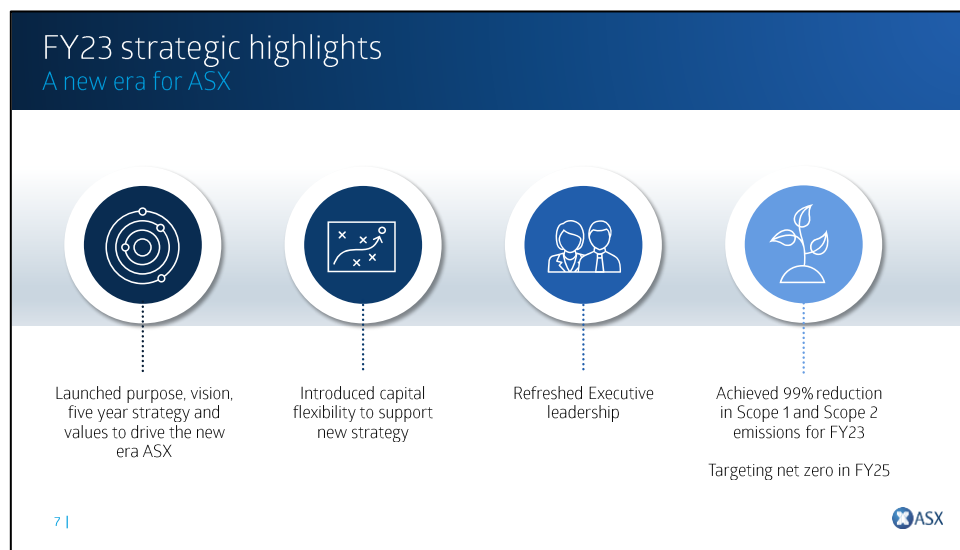 FY23 strategic highlights
A new era for ASX
Launched purpose, vision,
five year strategy and
values to drive the new
era ASX
Introduced capital
flexibility to support
new strategy
Refreshed Executive
leadership
Achieved 99% reduction
in Scope 1 and Scope 2
emissions for FY23
Targeting net zero in FY25
7 |
ASX